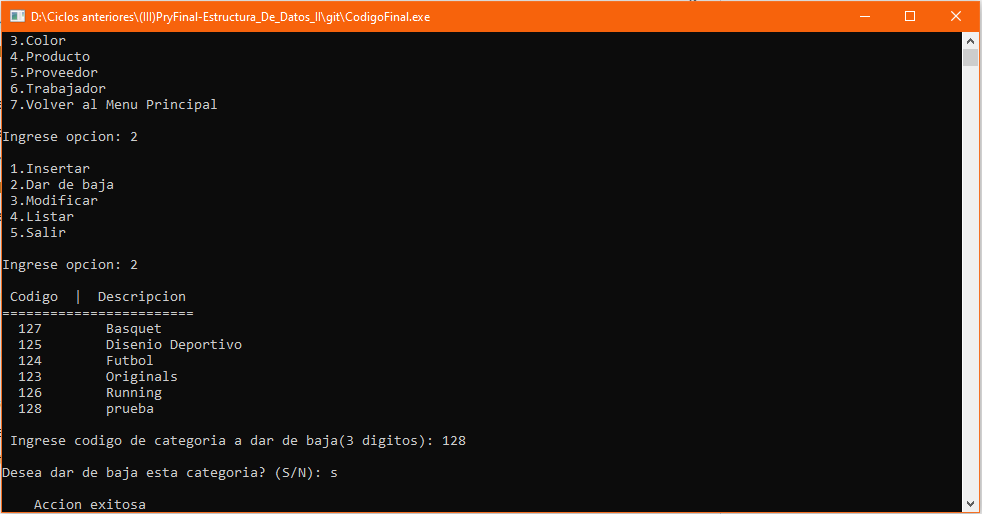 D:\Ciclos anteriores\(III)PryFinal-Estructura_De_Datos_II\git\CodigoFinal.exe
3.Color
4.Producto
5.Proveedor
6.Trabajador
7.Volver al Menu Principal
Ingrese opcion: 2
1.Insertar
2.Dar de baja
3.Modificar
4.Listar
5.Salir
Ingrese opcion: 2
Codigo | Descripcion
========================
127 Basquet
125 Disenio Deportivo
124 Futbol
123 Originals
126 Running
128 prueba
Ingrese codigo de categoria a dar de baja(3 digitos): 128
Desea dar de baja esta categoria? (S/N): s
Accion exitosa